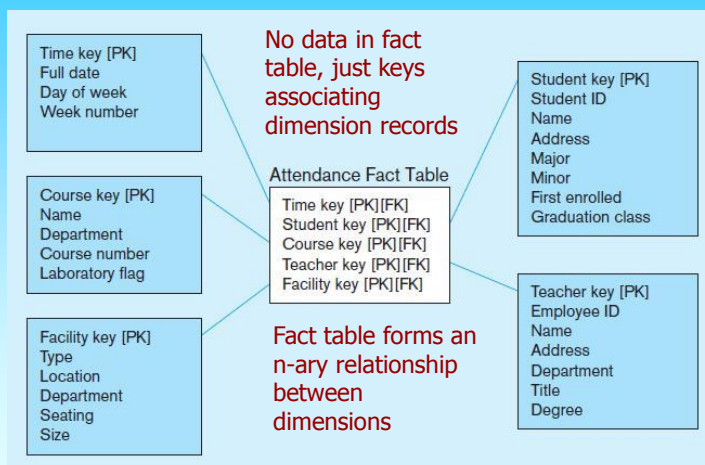 Time key [PK]
Full date
Day of week
Week number
No data in fact
table, just keys
associating
dimension records
Student key [PK]
Student ID
Name
Address
Major
Minor
First enrolled
Graduation class
Course key [PK]
Name
Department
Course number
Laboratory flag
Attendance Fact Table
Time key [PK][FK]
Student key [PK][FK]
Course key [PK][FK]
Teacher key [PK][FK]
Facility key [PK][FK]
Teacher key [PK]
Employee ID
Name
Address
Department
Title
Degree
Facility key [PK]
Type
Location
Department
Seating
Size
Fact table forms an
n-ary relationship
between
dimensions